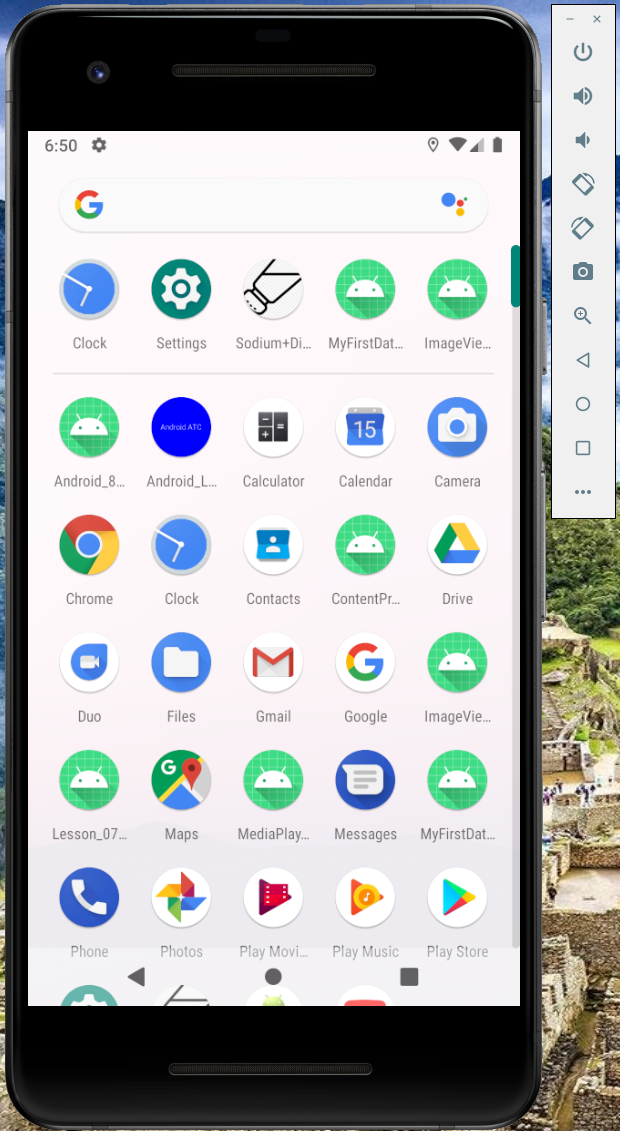 6:50
G
Clock
Settings
Sodium+Di...
MyFirstDat...
ImageVie...
Android ATC
15
Android_8...
Android_L...
Calculator
Calendar
Camera
Chrome
Clock
Contacts
ContentPr...
Drive
G
Duo
Files
Gmail
Google
ImageVie...
G
Lesson_07...
Maps
MediaPlay...
Messages
MyFirstDat...
Phone
Photos
Play Movi...
Play Music
Play Store